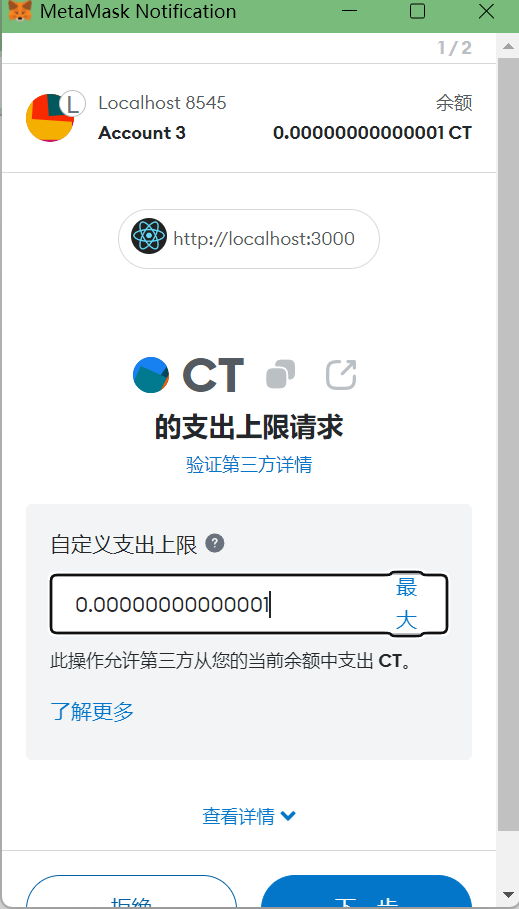 MetaMask Notification
1 / 2
Localhost 8545 余额
L
Account 3 0.00000000000001 CT
http://localhost:3000
CT
的支出上限请求
验证第三方详情
自定义支出上限 ?
0.00000000000001
最
大
此操作允许第三方从您的当前余额中支出 CT。
了解更多
查看详情
拒绝 下一步